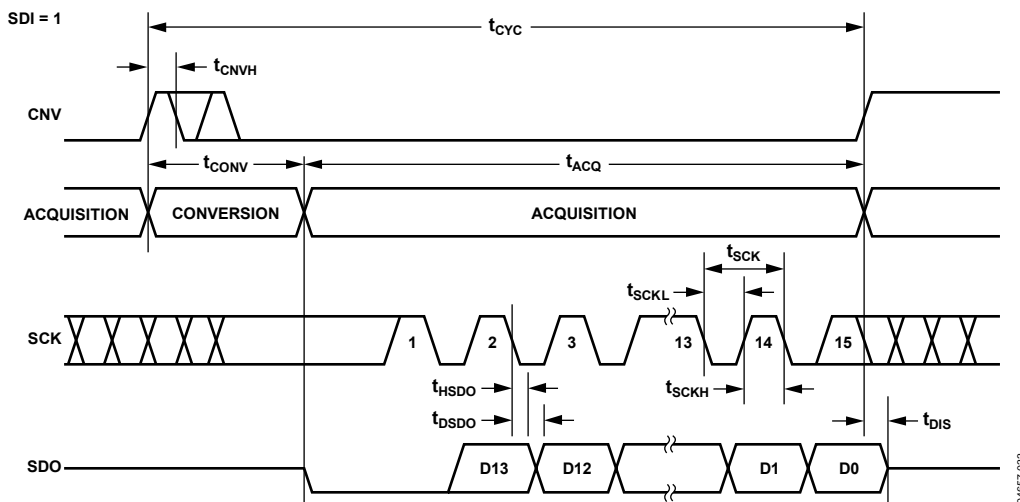 SDI = 1
tCYC
tCNVH
CNV
tCONV
tACQ
ACQUISITION
CONVERSION
ACQUISITION
tSCK
tSCKL
SCK
1
2
3
13
14
15
tHSDO
tSCKH
tDSDO
tDIS
SDO
D13
D12
D1
D0